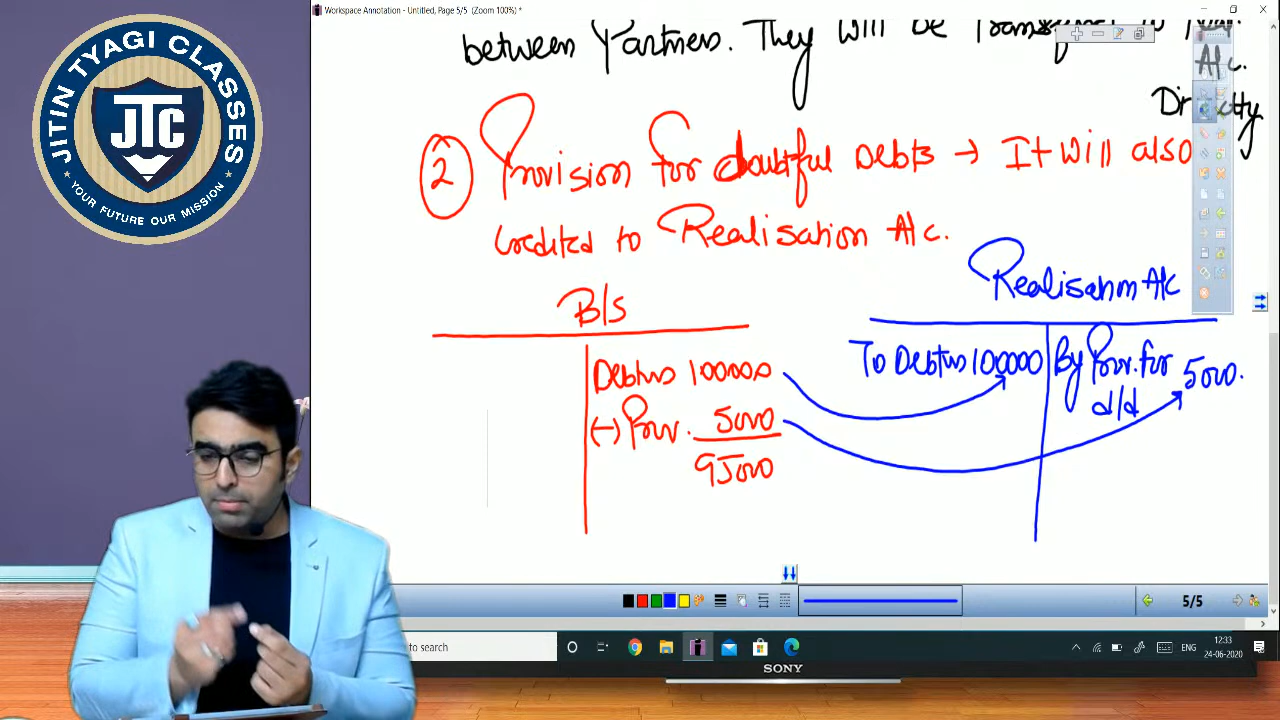 Workspace Annotation - Untitled, Page 5/5 (Zoom 100%) *
JITIN TYAGI CLASSES
JTC
YOUR FUTURE OUR MISSION
between Partners. They will be
A/c.
② Provision for doubtful Debts → It will also
Credited to Realisation A/c.
B/S
Debtors 100000
(-) Prov. 5000
95000
Realisation A/c
To Debtors 100000
By Prov. for d/d 5000.
5/5
to search
ENG
12:33
24-06-2020
SONY